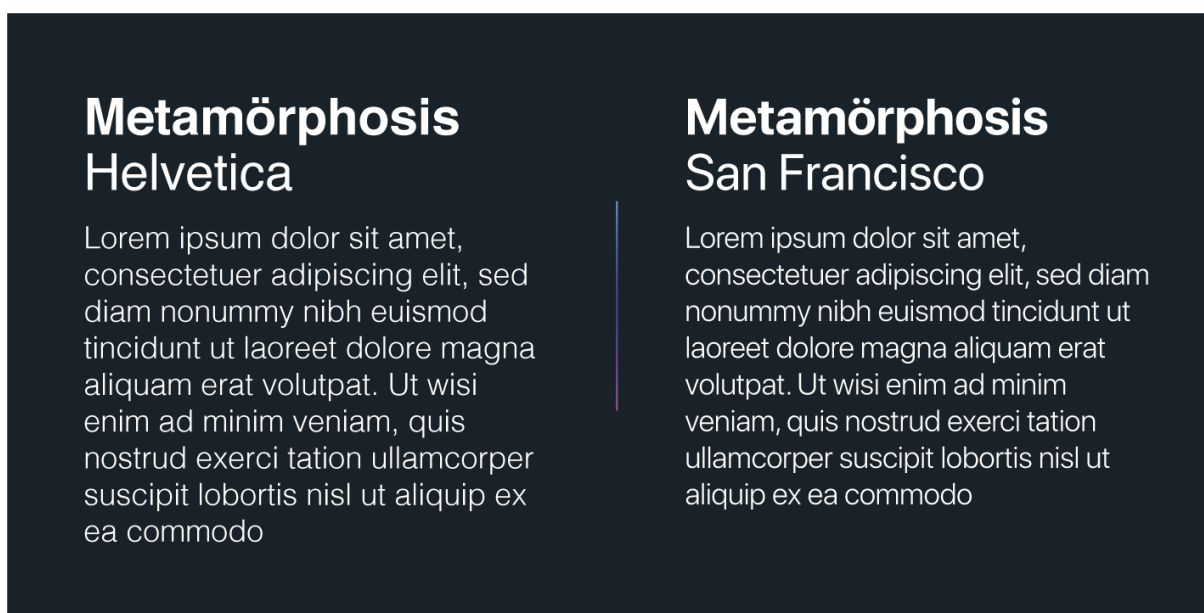 Metamörphosis
Helvetica
Lorem ipsum dolor sit amet,
consectetuer adipiscing elit, sed
diam nonummy nibh euismod
tincidunt ut laoreet dolore magna
aliquam erat volutpat. Ut wisi
enim ad minim veniam, quis
nostrud exerci tation ullamcorper
suscipit lobortis nisl ut aliquip ex
ea commodo
Metamörphosis
San Francisco
Lorem ipsum dolor sit amet,
consectetuer adipiscing elit, sed diam
nonummy nibh euismod tincidunt ut
laoreet dolore magna aliquam erat
volutpat. Ut wisi enim ad minim
veniam, quis nostrud exerci tation
ullamcorper suscipit lobortis nisl ut
aliquip ex ea commodo